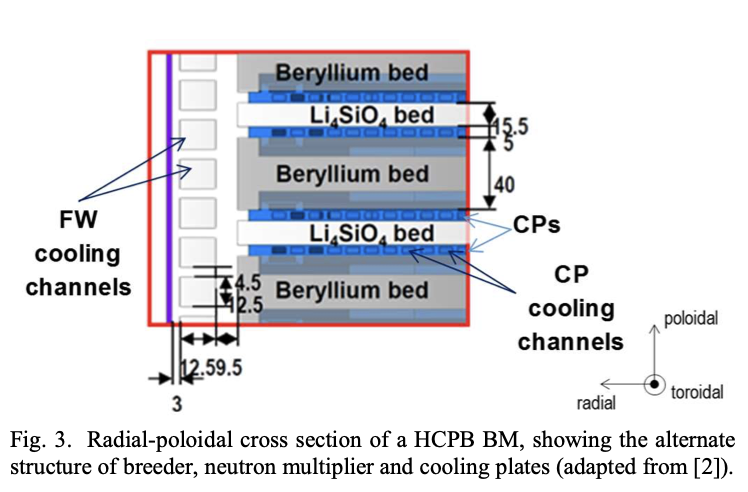 Beryllium bed
Li4SiO4 bed
15.5
5
Beryllium bed
40
FW
cooling
channels
Li4SiO4 bed
CPs
4.5
12.5
Beryllium bed
CP
cooling
channels
12.5
9.5
3
poloidal
toroidal
radial
Fig. 3. Radial-poloidal cross section of a HCPB BM, showing the alternate
structure of breeder, neutron multiplier and cooling plates (adapted from [2]).